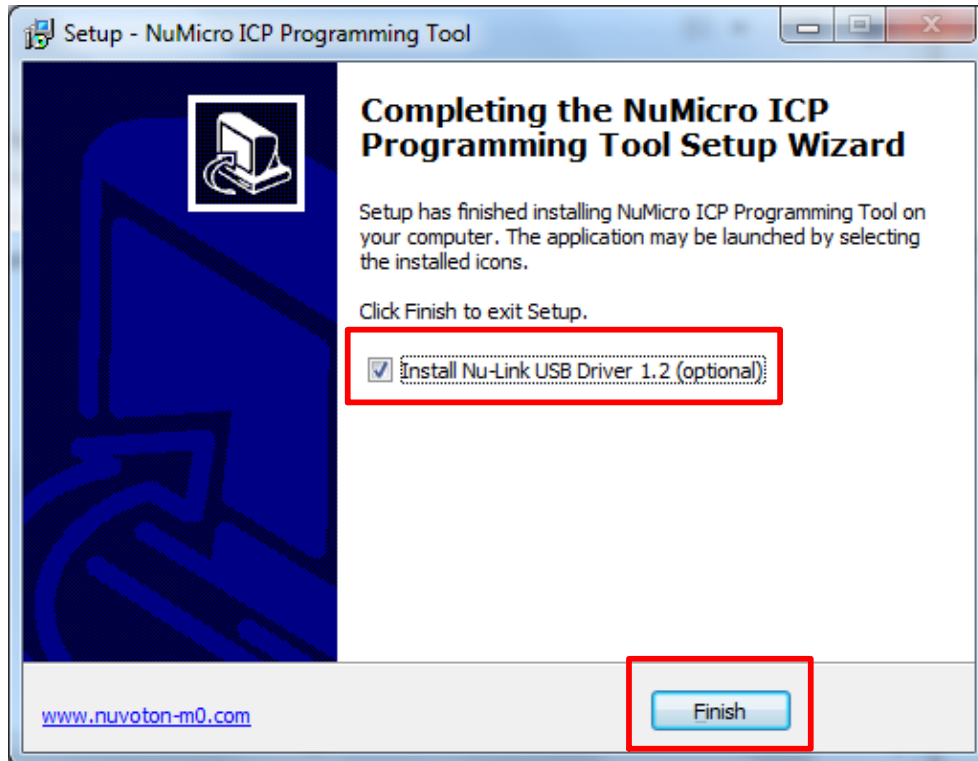 Setup - NuMicro ICP Programming Tool
Completing the NuMicro ICP
Programming Tool Setup Wizard
Setup has finished installing NuMicro ICP Programming Tool on
your computer. The application may be launched by selecting
the installed icons.
Click Finish to exit Setup.
Install Nu-Link USB Driver 1.2 (optional)
www.nuvoton-m0.com
Finish